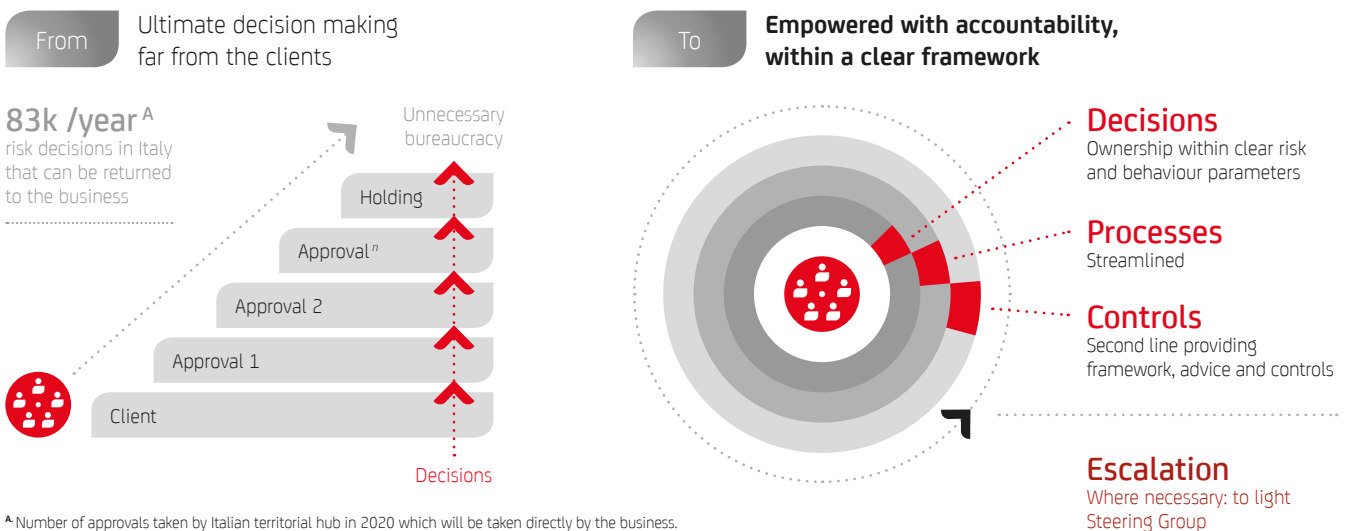 From
Ultimate decision making
far from the clients
83k /year A
risk decisions in Italy
that can be returned
to the business
Unnecessary
bureaucracy
Holding
Approval n
Approval 2
Approval 1
Client
Decisions
To
Empowered with accountability,
within a clear framework
Decisions
Ownership within clear risk
and behaviour parameters
Processes
Streamlined
Controls
Second line providing
framework, advice and controls
Escalation
Where necessary: to light
Steering Group
A. Number of approvals taken by Italian territorial hub in 2020 which will be taken directly by the business.